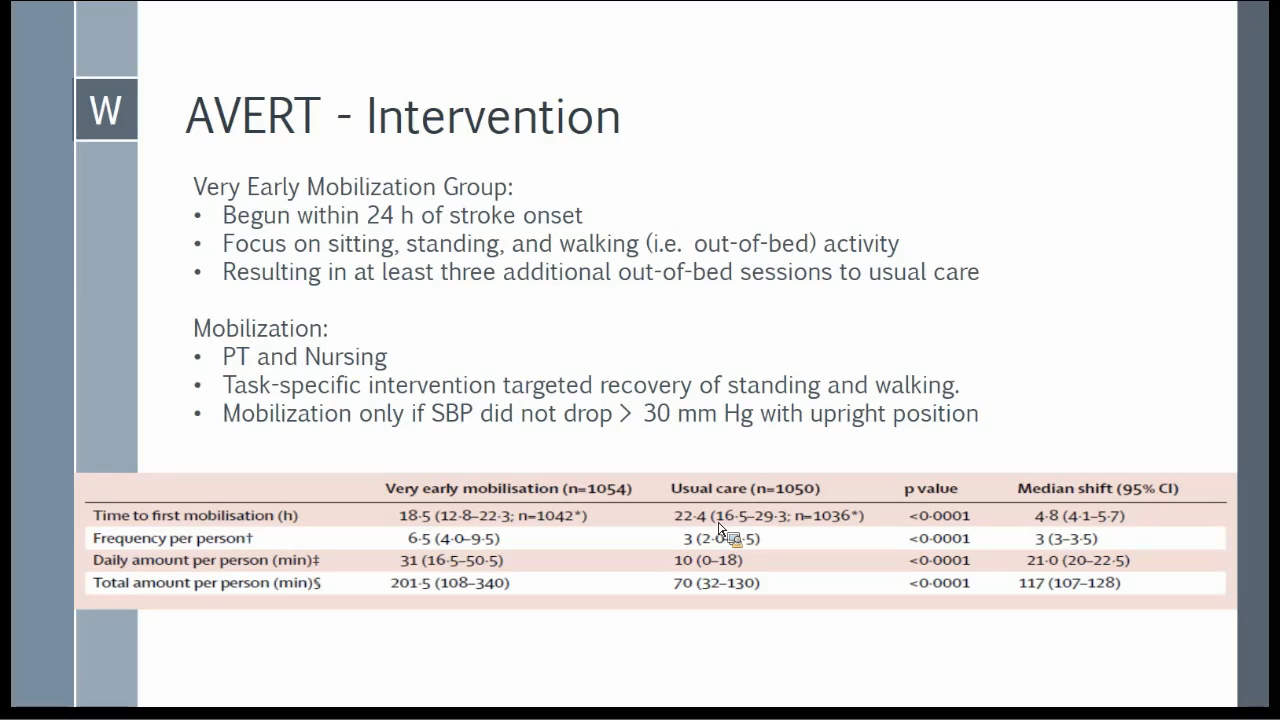 W
AVERT - Intervention
Very Early Mobilization Group:
• Begun within 24 h of stroke onset
• Focus on sitting, standing, and walking (i.e. out-of-bed) activity
• Resulting in at least three additional out-of-bed sessions to usual care
Mobilization:
• PT and Nursing
• Task-specific intervention targeted recovery of standing and walking.
• Mobilization only if SBP did not drop > 30 mm Hg with upright position
Very early mobilisation (n=1054) Usual care (n=1050) p value Median shift (95% CI)
Time to first mobilisation (h) 18·5 (12·8–22·3; n=1042*) 22·4 (16·5–29·3; n=1036*) <0·0001 4·8 (4·1–5·7)
Frequency per person† 6·5 (4·0–9·5) 3 <0·0001 3 (3–3·5)
Daily amount per person (min)‡ 31 (16·5–50·5) 10 (0–18) <0·0001 21·0 (20–22·5)
Total amount per person (min)§ 201·5 (108–340) 70 (32–130) <0·0001 117 (107–128)